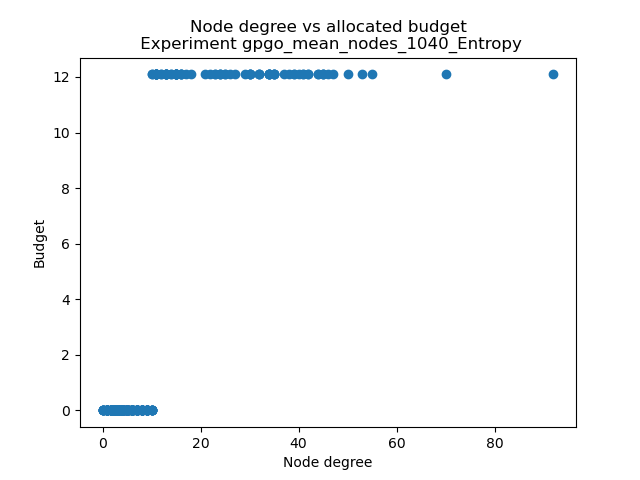 Node degree vs allocated budget
Experiment gpgo_mean_nodes_1040_Entropy
12
10
8
6
4
2
0
Budget
0 20 40 60 80
Node degree